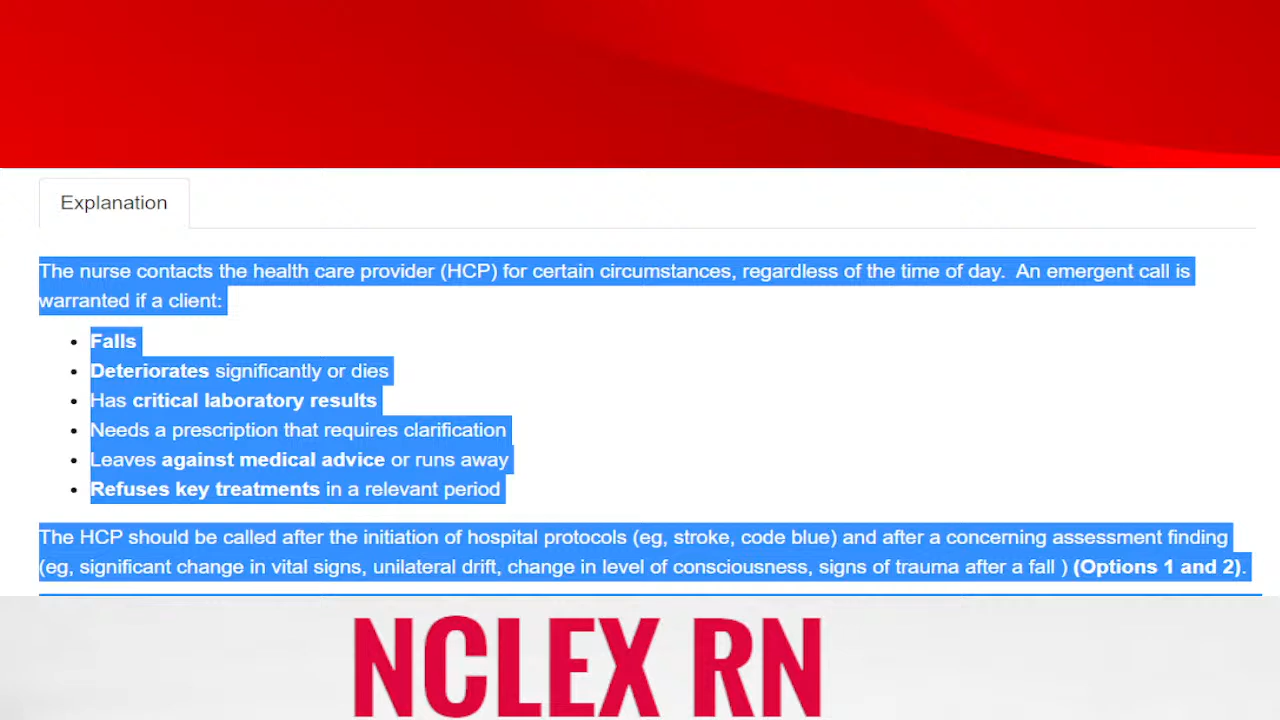 Explanation
The nurse contacts the health care provider (HCP) for certain circumstances, regardless of the time of day. An emergent call is
warranted if a client:
• Falls
• Deteriorates significantly or dies
• Has critical laboratory results
• Needs a prescription that requires clarification
• Leaves against medical advice or runs away
• Refuses key treatments in a relevant period
The HCP should be called after the initiation of hospital protocols (eg, stroke, code blue) and after a concerning assessment finding
(eg, significant change in vital signs, unilateral drift, change in level of consciousness, signs of trauma after a fall ) (Options 1 and 2).
NCLEX RN